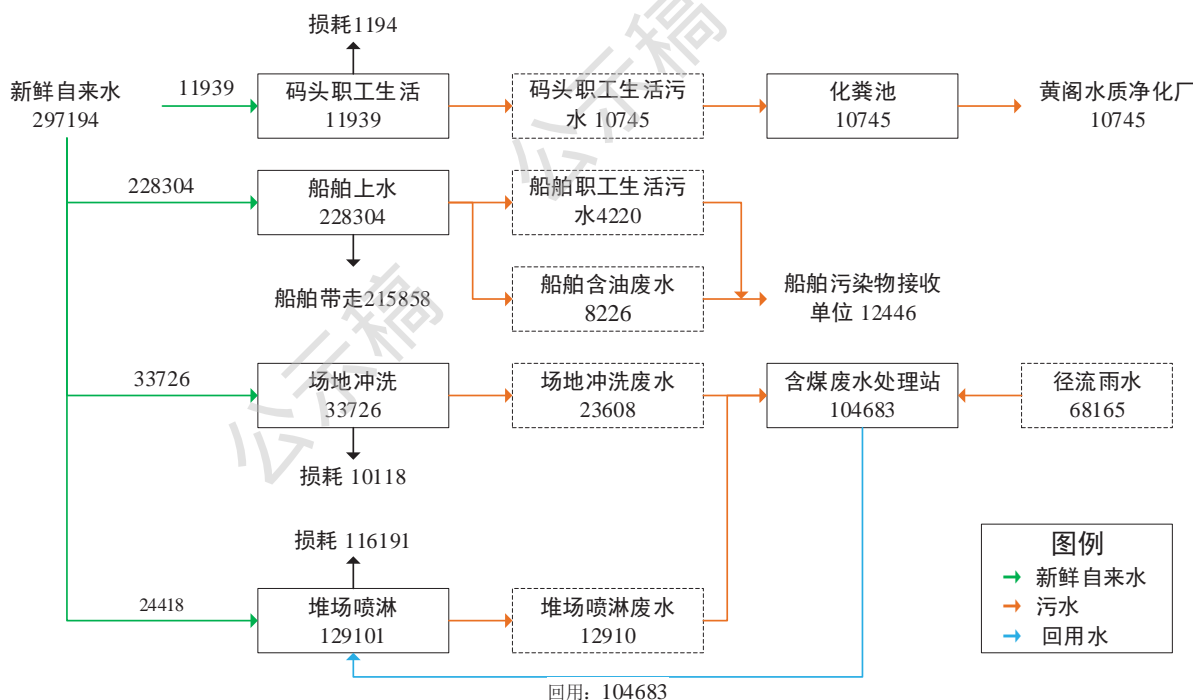 损耗1194
新鲜自来水
297194
11939
码头职工生活
11939
码头职工生活污
水 10745
化粪池
10745
黄阁水质净化厂
10745
228304
船舶上水
228304
船舶职工生活污
水4220
船舶带走215858
船舶含油废水
8226
船舶污染物接收
单位 12446
33726
场地冲洗
33726
场地冲洗废水
23608
含煤废水处理站
104683
径流雨水
68165
损耗 10118
损耗 116191
24418
堆场喷淋
129101
堆场喷淋废水
12910
回用：104683
图例
新鲜自来水
污水
回用水
公示稿
公示稿